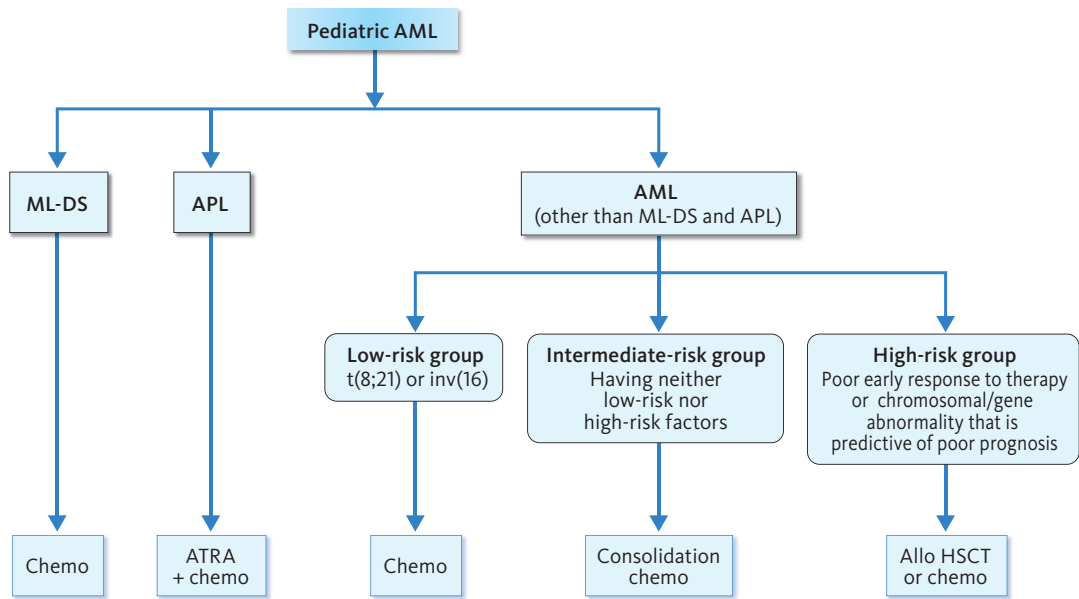 Pediatric AML
ML-DS
APL
AML
(other than ML-DS and APL)
Low-risk group
t(8;21) or inv(16)
Intermediate-risk group
Having neither
low-risk nor
high-risk factors
High-risk group
Poor early response to therapy
or chromosomal/gene
abnormality that is
predictive of poor prognosis
Chemo
ATRA
+ chemo
Chemo
Consolidation
chemo
Allo HSCT
or chemo